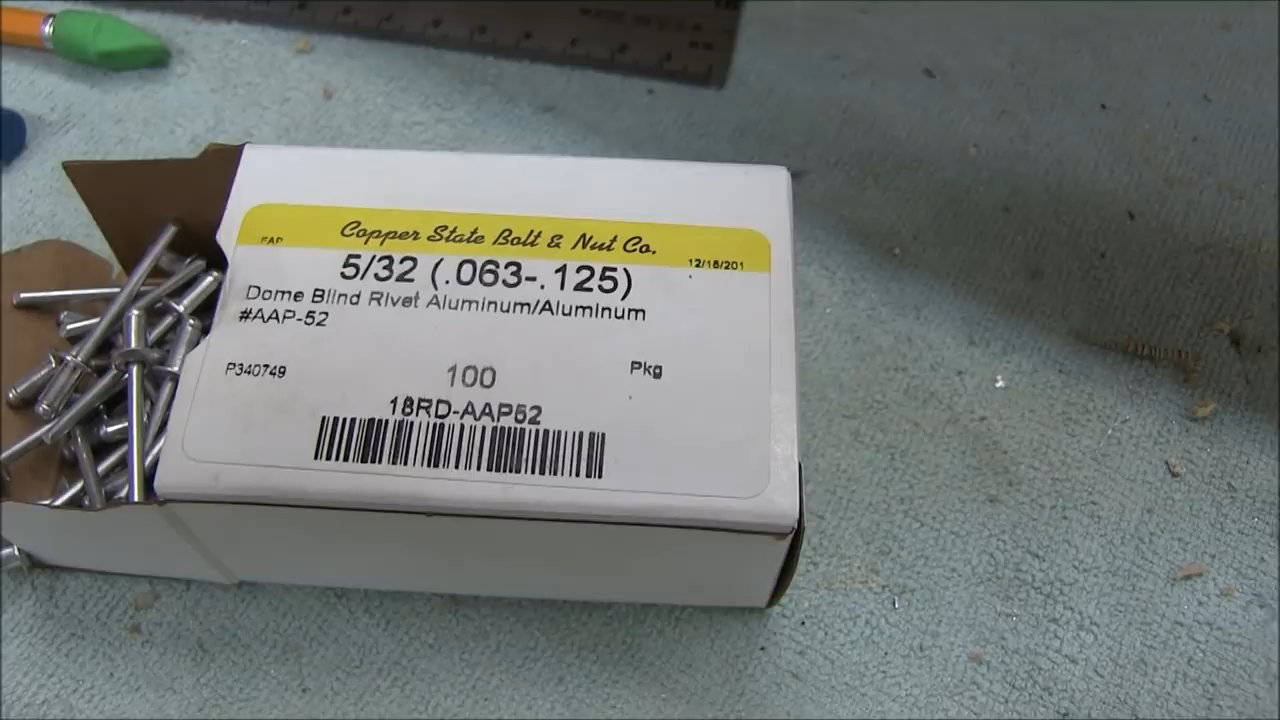 Copper State Bolt & Nut Co.
12/18/201
5/32 (.063-.125)
Dome Blind Rivet Aluminum/Aluminum
#AAP-52
P340749
100
Pkg
18RD-AAP52